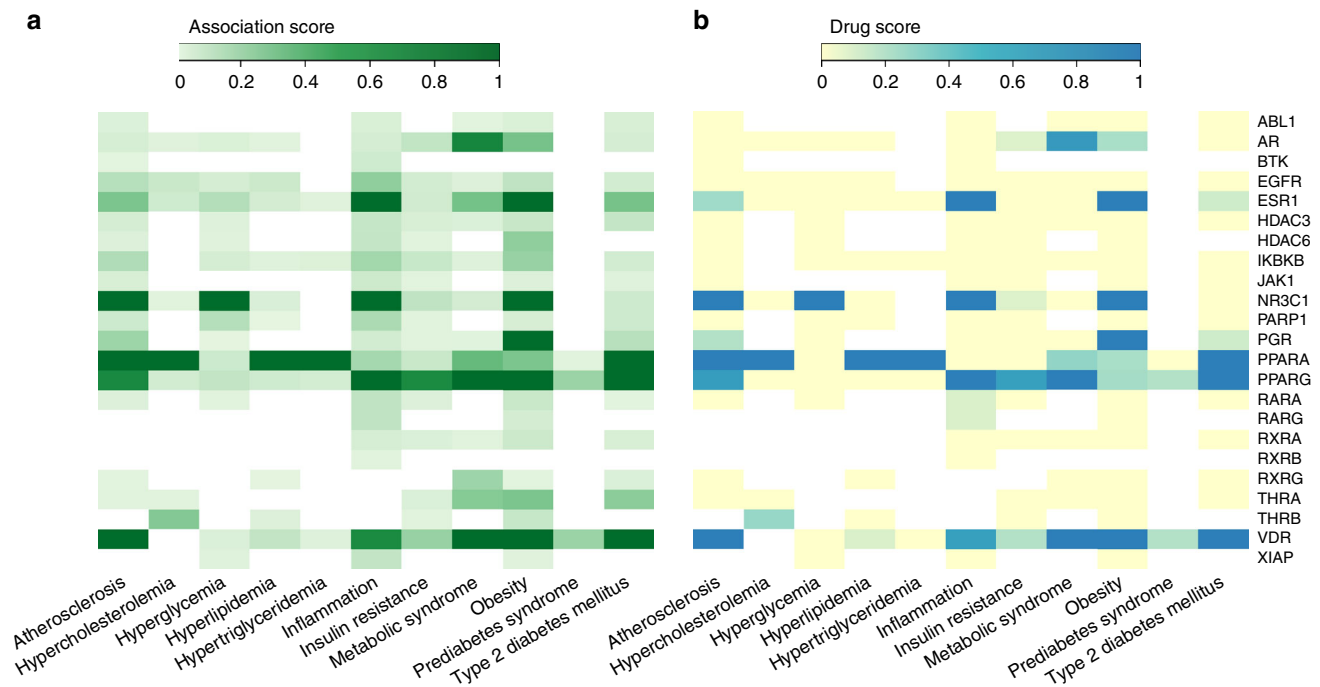 a
Association score
0 0.2 0.4 0.6 0.8 1
b
Drug score
0 0.2 0.4 0.6 0.8 1
ABL1
AR
BTK
EGFR
ESR1
HDAC3
HDAC6
IKBKB
JAK1
NR3C1
PARP1
PGR
PPARA
PPARG
RARA
RARG
RXRA
RXRB
RXRG
THRA
THRB
VDR
XIAP
Atherosclerosis
Hypercholesterolemia
Hyperglycemia
Hyperlipidemia
Hypertriglyceridemia
Inflammation
Insulin resistance
Metabolic syndrome
Obesity
Prediabetes syndrome
Type 2 diabetes mellitus
Atherosclerosis
Hypercholesterolemia
Hyperglycemia
Hyperlipidemia
Hypertriglyceridemia
Inflammation
Insulin resistance
Metabolic syndrome
Obesity
Prediabetes syndrome
Type 2 diabetes mellitus